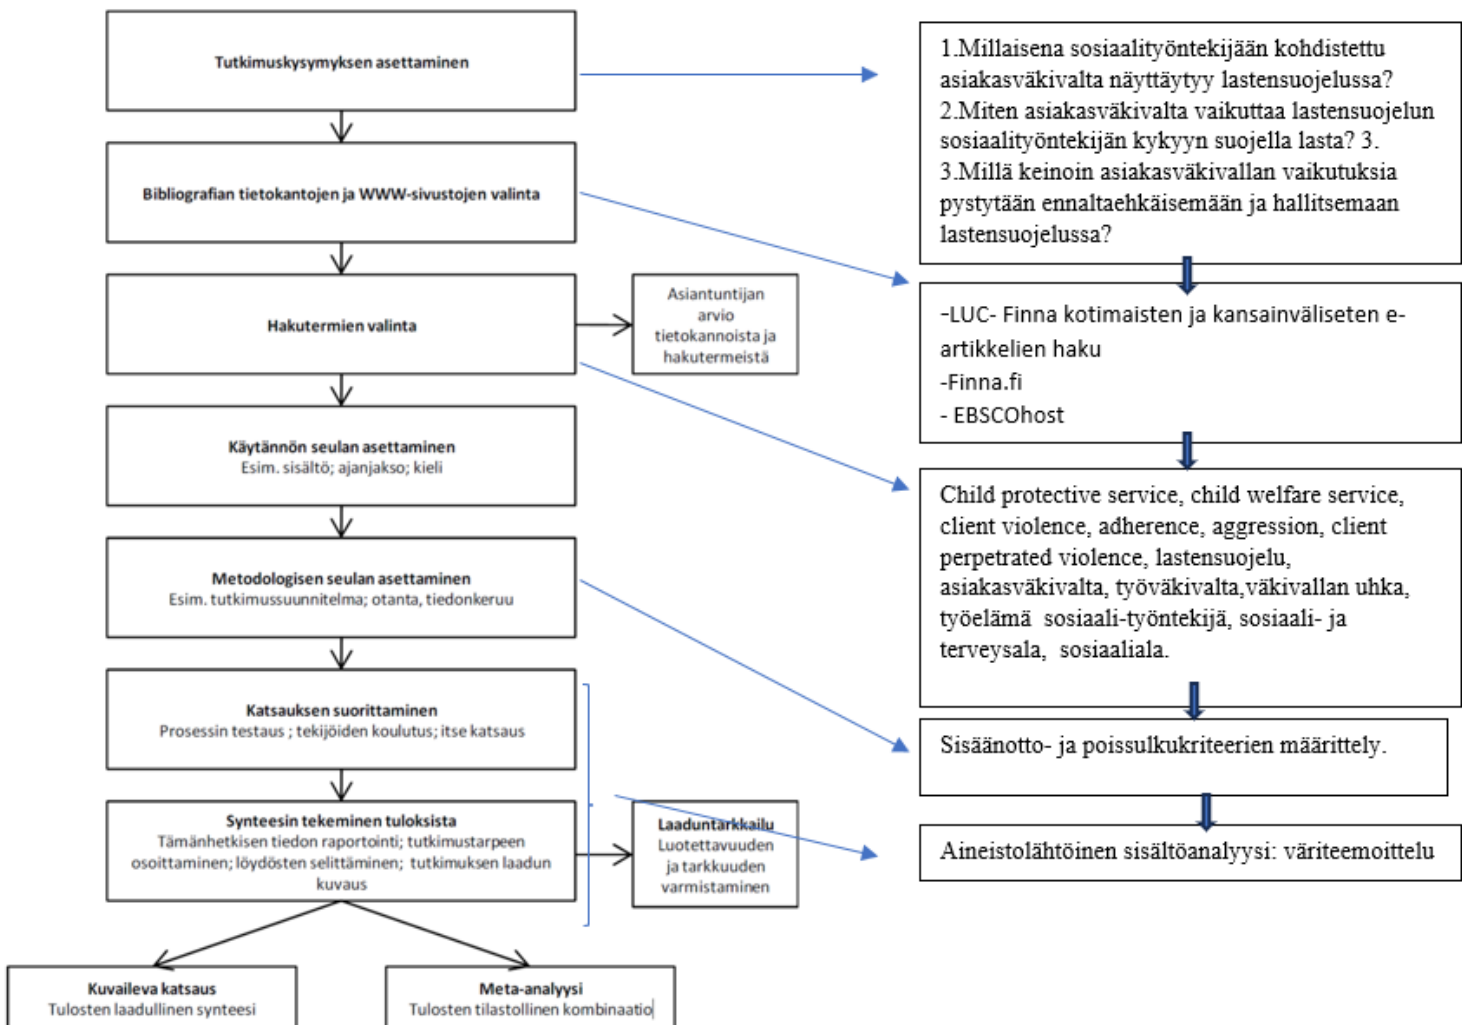 Tutkimuskysymyksen asettaminen
Bibliografian tietokantojen ja WWW-sivustojen valinta
Hakutermien valinta
Asiantuntijan
arvio
tietokannoista ja
hakutermeistä
Käytännön seulan asettaminen
Esim. sisältö; ajanjakso; kieli
Metodologisen seulan asettaminen
Esim. tutkimussuunnitelma; otanta, tiedonkeruu
Katsauksen suorittaminen
Prosessin testaus ; tekijöiden koulutus; itse katsaus
Synteesin tekeminen tuloksista
Tämänhetkisen tiedon raportointi; tutkimustarpeen
osoittaminen; löydösten selittäminen; tutkimuksen laadun
kuvaus
Laaduntarkkailu
Luotettavuuden
ja tarkkuuden
varmistaminen
Kuvaileva katsaus
Tulosten laadullinen synteesi
Meta-analyysi
Tulosten tilastollinen kombinaatio
1.Millaisena sosiaalityöntekijään kohdistettu
asiakasväkivalta näyttäytyy lastensuojelussa?
2.Miten asiakasväkivalta vaikuttaa lastensuojelun
sosiaalityöntekijän kykyyn suojella lasta? 3.
3.Millä keinoin asiakasväkivallan vaikutuksia
pystytään ennaltaehkäisemään ja hallitsemaan
lastensuojelussa?
-LUC- Finna kotimaisten ja kansainväliseten e-
artikkelien haku
-Finna.fi
- EBSCOhost
Child protective service, child welfare service,
client violence, adherence, aggression, client
perpetrated violence, lastensuojelu,
asiakasväkivalta, työväkivalta,väkivallan uhka,
työelämä sosiaali-työntekijä, sosiaali- ja
terveysala, sosiaaliala.
Sisäänotto- ja poissulkukriteerien määrittely.
Aineistolähtöinen sisältöanalyysi: väriteemoittelu